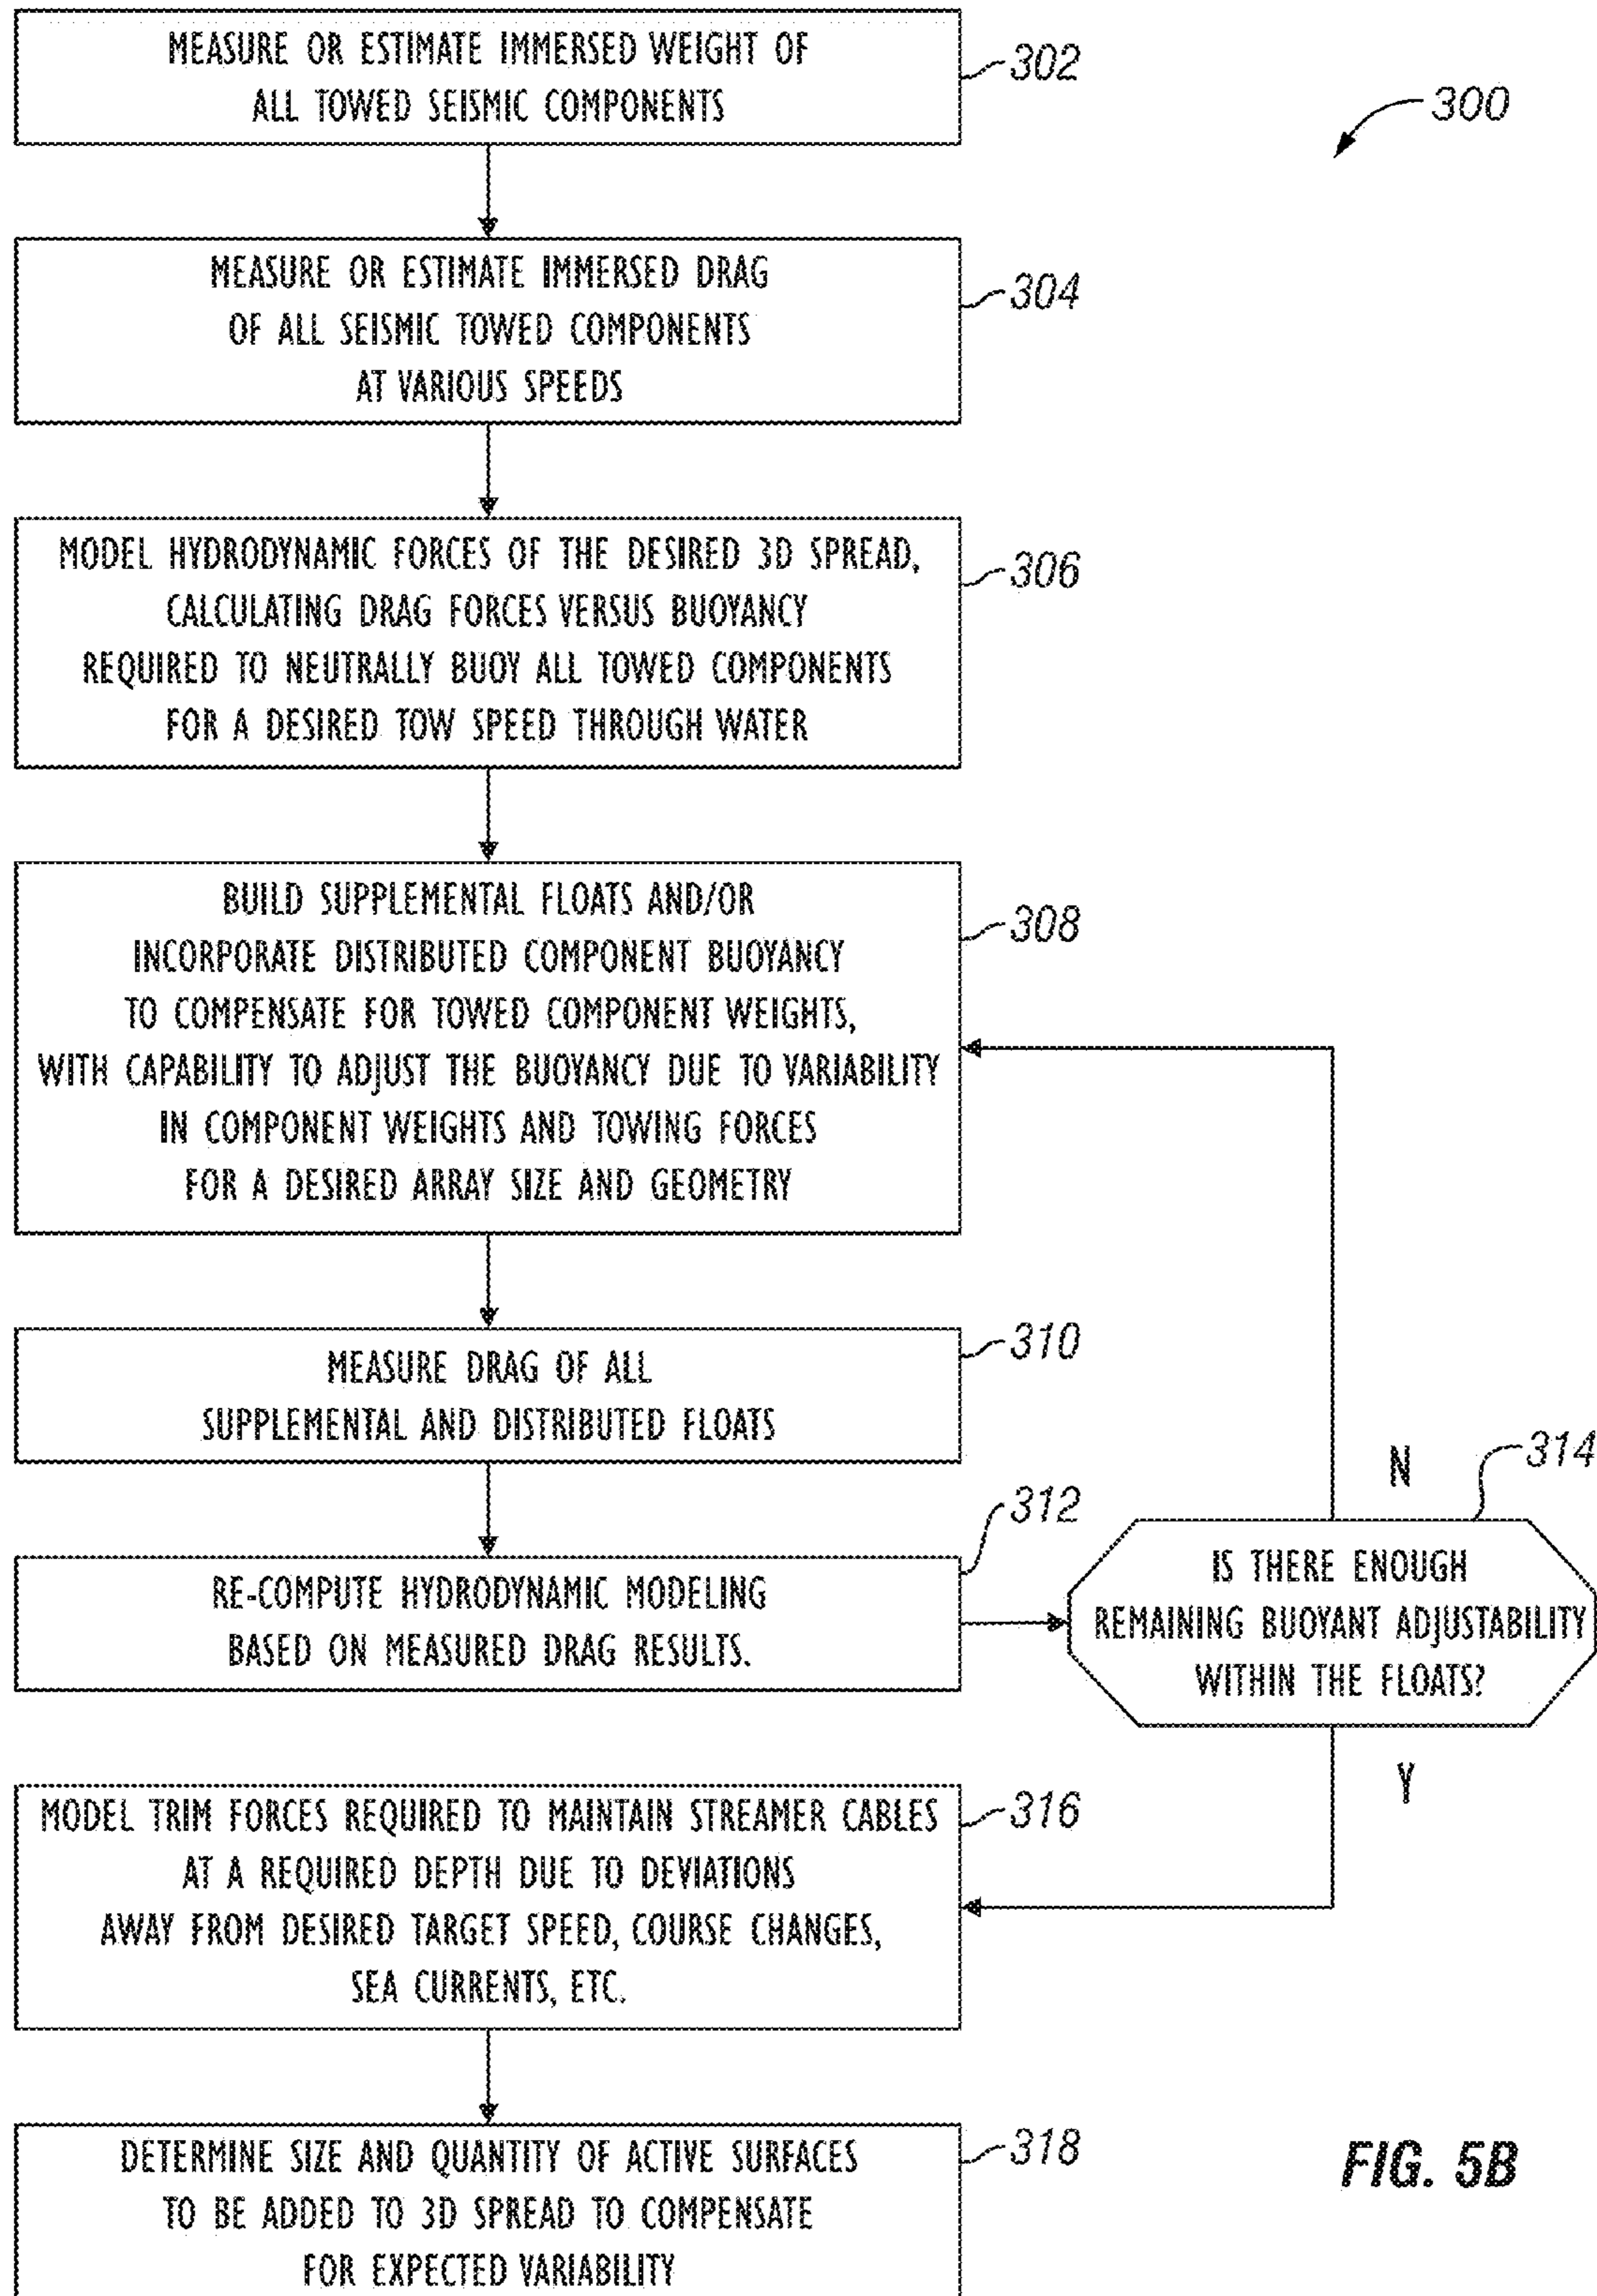 MEASURE OR ESTIMATE IMMERSED WEIGHT OF
ALL TOWED SEISMIC COMPONENTS
302
300
MEASURE OR ESTIMATE IMMERSED DRAG
OF ALL SEISMIC TOWED COMPONENTS
AT VARIOUS SPEEDS
304
MODEL HYDRODYNAMIC FORCES OF THE DESIRED 3D SPREAD,
CALCULATING DRAG FORCES VERSUS BUOYANCY
REQUIRED TO NEUTRALLY BUOY ALL TOWED COMPONENTS
FOR A DESIRED TOW SPEED THROUGH WATER
306
BUILD SUPPLEMENTAL FLOATS AND/OR
INCORPORATE DISTRIBUTED COMPONENT BUOYANCY
TO COMPENSATE FOR TOWED COMPONENT WEIGHTS,
WITH CAPABILITY TO ADJUST THE BUOYANCY DUE TO VARIABILITY
IN COMPONENT WEIGHTS AND TOWING FORCES
FOR A DESIRED ARRAY SIZE AND GEOMETRY
308
MEASURE DRAG OF ALL
SUPPLEMENTAL AND DISTRIBUTED FLOATS
310
RE-COMPUTE HYDRODYNAMIC MODELING
BASED ON MEASURED DRAG RESULTS.
312
N
314
IS THERE ENOUGH
REMAINING BUOYANT ADJUSTABILITY
WITHIN THE FLOATS?
Y
MODEL TRIM FORCES REQUIRED TO MAINTAIN STREAMER CABLES
AT A REQUIRED DEPTH DUE TO DEVIATIONS
AWAY FROM DESIRED TARGET SPEED, COURSE CHANGES,
SEA CURRENTS, ETC.
316
DETERMINE SIZE AND QUANTITY OF ACTIVE SURFACES
TO BE ADDED TO 3D SPREAD TO COMPENSATE
FOR EXPECTED VARIABILITY
318
FIG. 5B